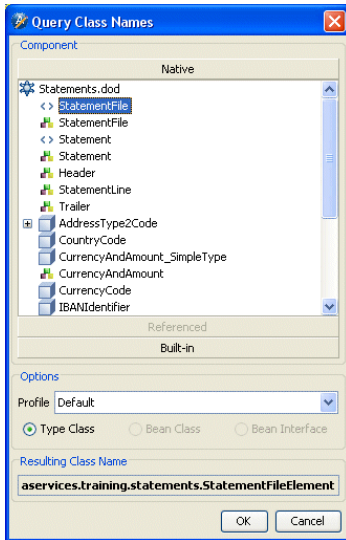 Query Class Names
Component
Native
Statements.dod
<> StatementFile
StatementFile
<> Statement
Statement
Header
StatementLine
Trailer
AddressType2Code
CountryCode
CurrencyAndAmount_SimpleType
CurrencyAndAmount
CurrencyCode
IBANIdentifier
Referenced
Built-in
Options
Profile Default
Type Class Bean Class Bean Interface
Resulting Class Name
aservices.training.statements.StatementFileElement
OK Cancel